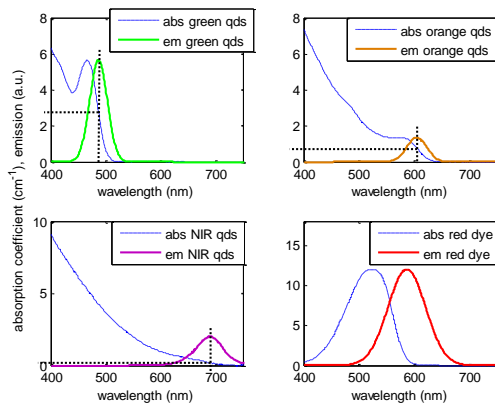 absorption coefficient (cm⁻¹), emission (a.u.)
abs green qds
em green qds
8
6
4
2
0
400 500 600 700
wavelength (nm)
abs orange qds
em orange qds
8
6
4
2
0
400 500 600 700
wavelength (nm)
abs NIR qds
em NIR qds
10
5
0
400 500 600 700
wavelength (nm)
abs red dye
em red dye
15
10
5
0
400 500 600 700
wavelength (nm)